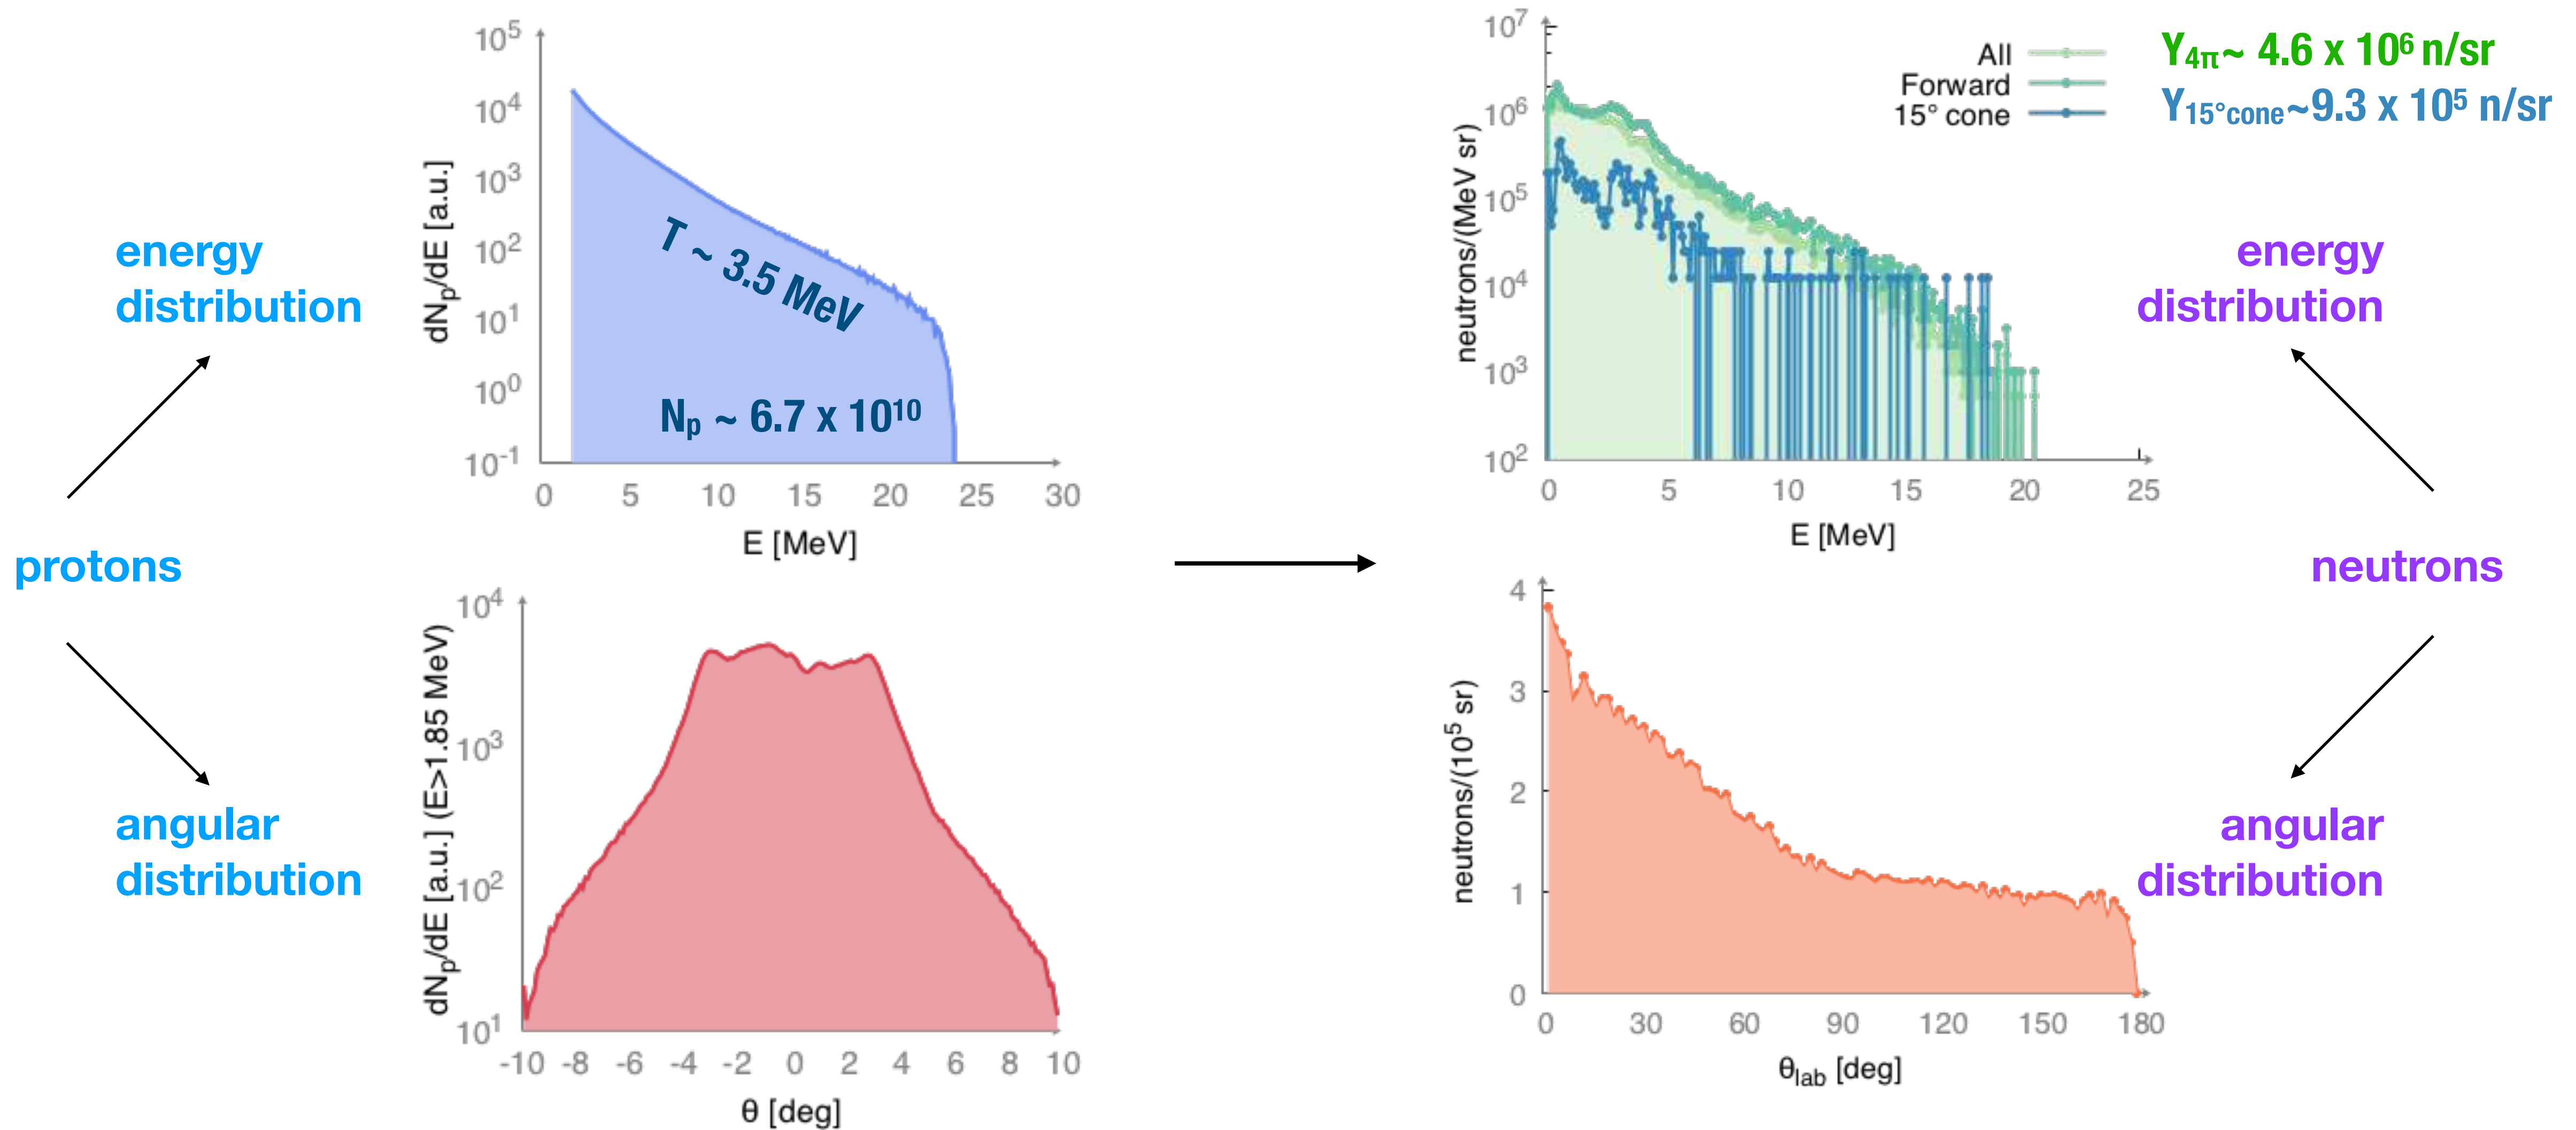 protons
energy
distribution
angular
distribution
10⁵
10⁴
10³
10²
10¹
10⁰
10⁻¹
dNₚ/dE [a.u.]
T ~ 3.5 MeV
Nₚ ~ 6.7 x 10¹⁰
0 5 10 15 20 25 30
E [MeV]
10⁴
10³
10²
10¹
dNₚ/dE [a.u.] (E>1.85 MeV)
-10 -8 -6 -4 -2 0 2 4 6 8 10
θ [deg]
10⁷
10⁶
10⁵
10⁴
10³
10²
neutrons/(MeV sr)
All
Forward
15° cone
Y4π~ 4.6 x 10⁶ n/sr
Y15°cone~9.3 x 10⁵ n/sr
0 5 10 15 20 25
E [MeV]
4
3
2
1
0
neutrons/(10⁵ sr)
0 30 60 90 120 150 180
θlab [deg]
energy
distribution
neutrons
angular
distribution